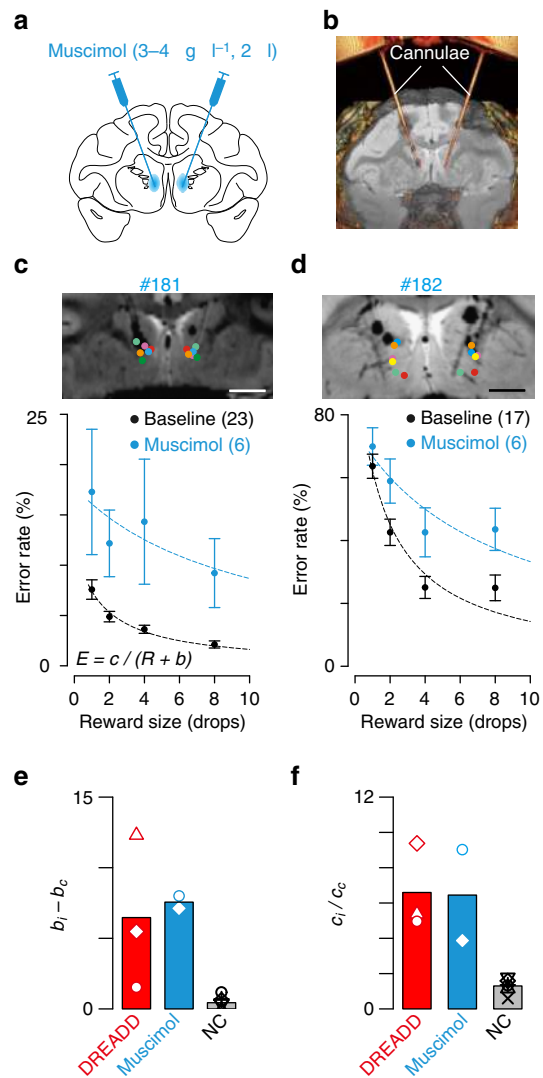 a
Muscimol (3–4 g l⁻¹, 2 l)
b
Cannulae
c
#181
25
Baseline (23)
Muscimol (6)
Error rate (%)
0
E = c / (R + b)
0 2 4 6 8 10
Reward size (drops)
d
#182
80
Baseline (17)
Muscimol (6)
Error rate (%)
0
0 2 4 6 8 10
Reward size (drops)
e
15
bᵢ – b_c
0
DREADD
Muscimol
NC
f
12
cᵢ / c_c
0
DREADD
Muscimol
NC